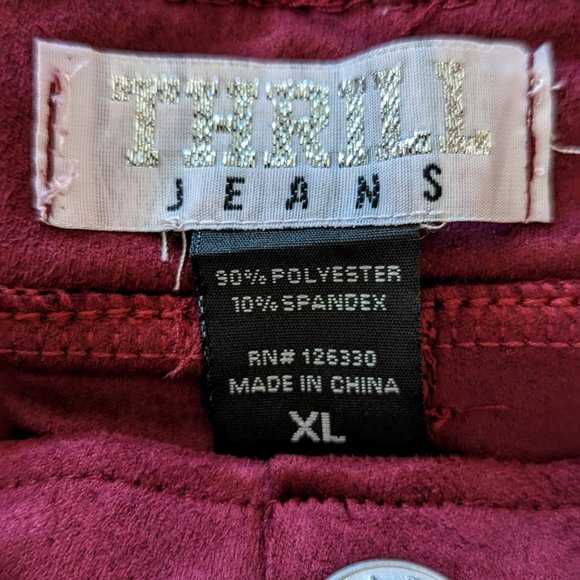 THRILL
JEANS
90% POLYESTER
10% SPANDEX
RN# 126330
MADE IN CHINA
XL